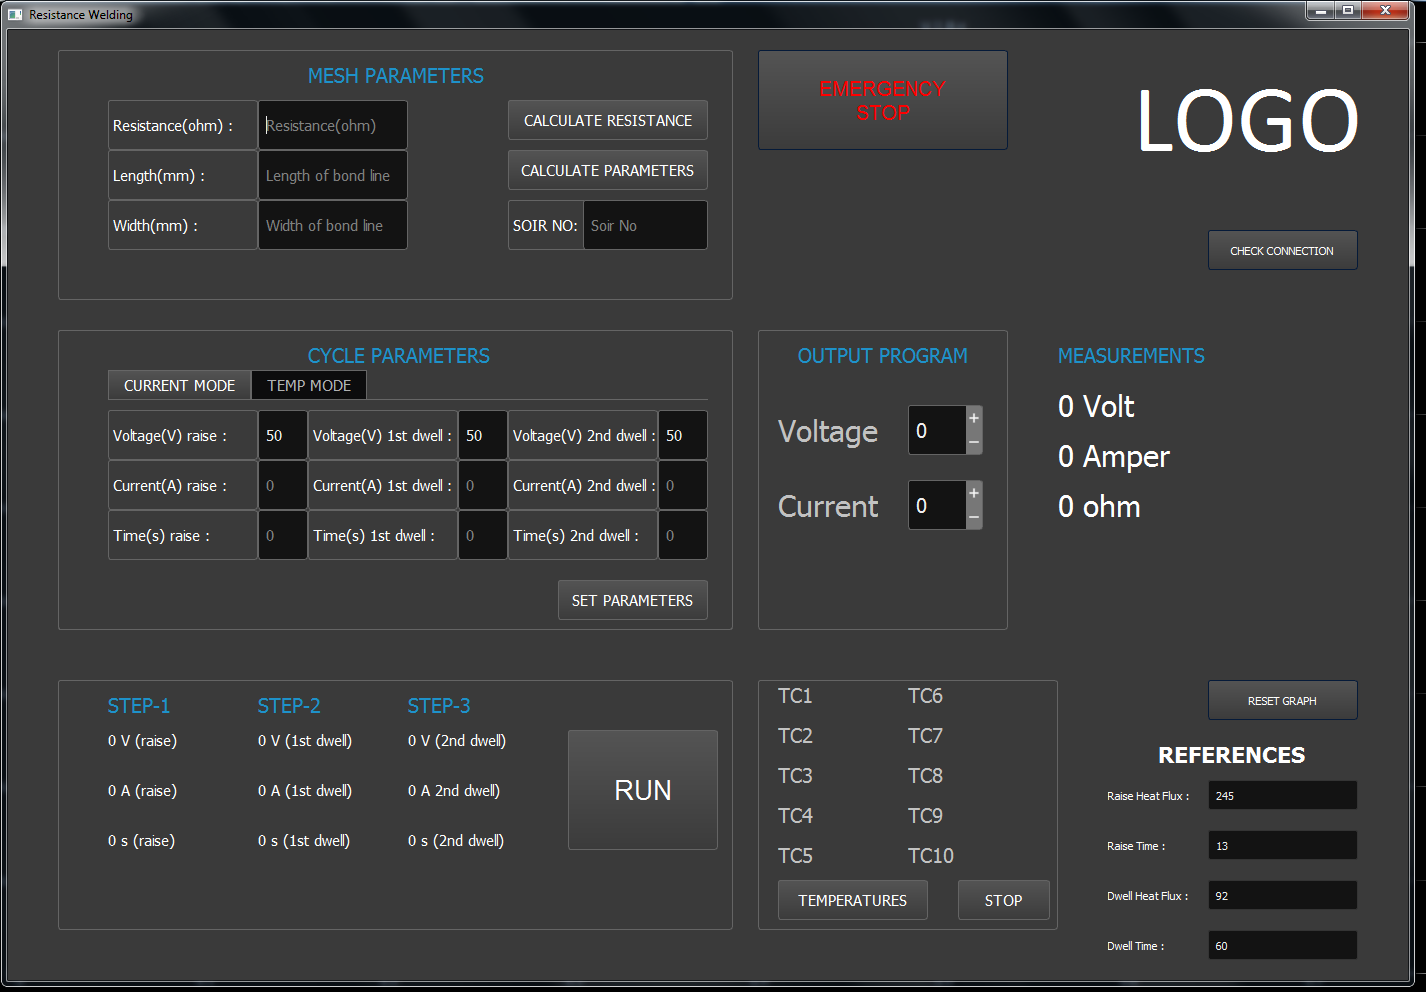 Resistance Welding
MESH PARAMETERS
Resistance(ohm) : Resistance(ohm)
Length(mm) : Length of bond line
Width(mm) : Width of bond line
CALCULATE RESISTANCE
CALCULATE PARAMETERS
SOIR NO: Soir No
EMERGENCY
STOP
LOGO
CHECK CONNECTION
CYCLE PARAMETERS
CURRENT MODE TEMP MODE
Voltage(V) raise : 50 Voltage(V) 1st dwell : 50 Voltage(V) 2nd dwell : 50
Current(A) raise : 0 Current(A) 1st dwell : 0 Current(A) 2nd dwell : 0
Time(s) raise : 0 Time(s) 1st dwell : 0 Time(s) 2nd dwell : 0
SET PARAMETERS
OUTPUT PROGRAM
Voltage 0 + −
Current 0 + −
MEASUREMENTS
0 Volt
0 Amper
0 ohm
STEP-1 STEP-2 STEP-3
0 V (raise) 0 V (1st dwell) 0 V (2nd dwell)
0 A (raise) 0 A (1st dwell) 0 A 2nd dwell)
0 s (raise) 0 s (1st dwell) 0 s (2nd dwell)
RUN
TC1 TC6
TC2 TC7
TC3 TC8
TC4 TC9
TC5 TC10
TEMPERATURES STOP
RESET GRAPH
REFERENCES
Raise Heat Flux : 245
Raise Time : 13
Dwell Heat Flux : 92
Dwell Time : 60